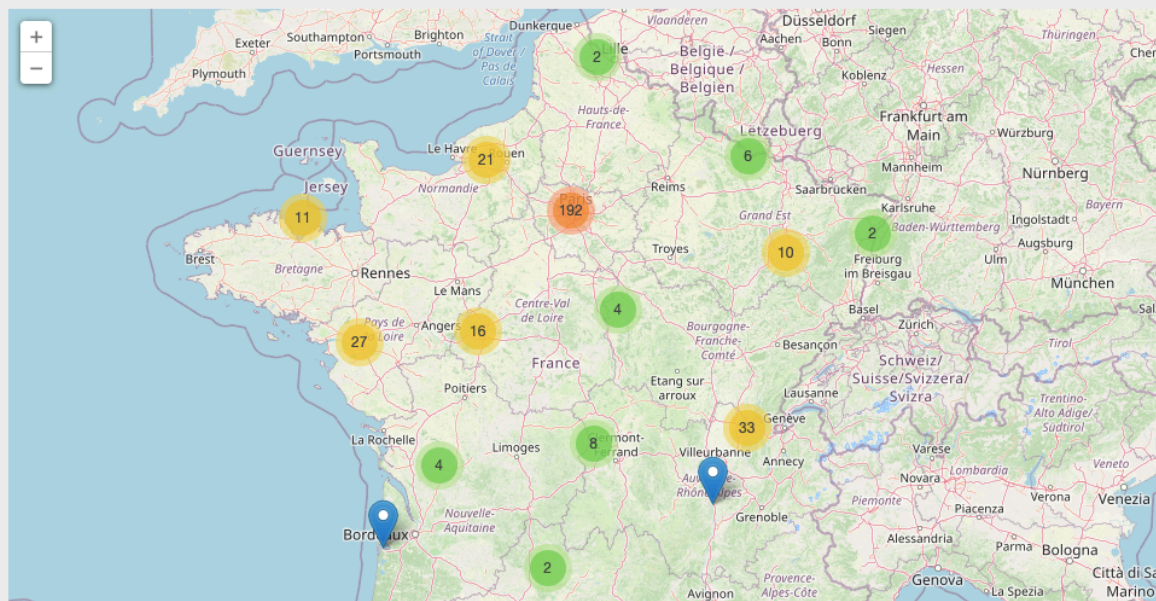 +
−
Dunkerque
Vlaanderen
Düsseldorf
Siegen
Thüringen
Southampton
Brighton
Strait
of Dover /
Pas de
Calais
Exeter
Portsmouth
Plymouth
2
Lille
België /
Belgique /
Belgien
Aachen
Bonn
Hessen
Koblenz
Hauts-de-
France
Frankfurt am
Main
Letzebuerg
Würzburg
Guernsey
Le Havre
21
Rouen
6
Mannheim
Nürnberg
Jersey
Normandie
Reims
Saarbrücken
11
192
Paris
Grand Est
Karlsruhe
Bayern
2
Baden-Württemberg
Ingolstadt
Brest
Bretagne
Rennes
Troyes
10
Freiburg
im Breisgau
Ulm
Augsburg
München
Le Mans
Centre-Val
de Loire
4
Basel
27
Pays de
la Loire
Angers
16
Bourgogne-
Franche-
Comté
Besançon
Zürich
Tirol
France
Schweiz/
Suisse/Svizzera/
Svizra
Poitiers
Etang sur
arroux
Lausanne
Trentino-
Alto Adige/
Südtirol
La Rochelle
Limoges
8
Clermont-
Ferrand
33
Genève
Villeurbanne
Annecy
Varese
Lombardia
Veneto
4
Auvergne-
Rhône-Alpes
Novara
Verona
Venezia
Nouvelle-
Aquitaine
Grenoble
Piemonte
Piacenza
Bordeaux
Alessandria
Parma
Bologna
2
Provence-
Alpes-Côte
Avignon
Genova
La Spezia
Città di Sa
Marino